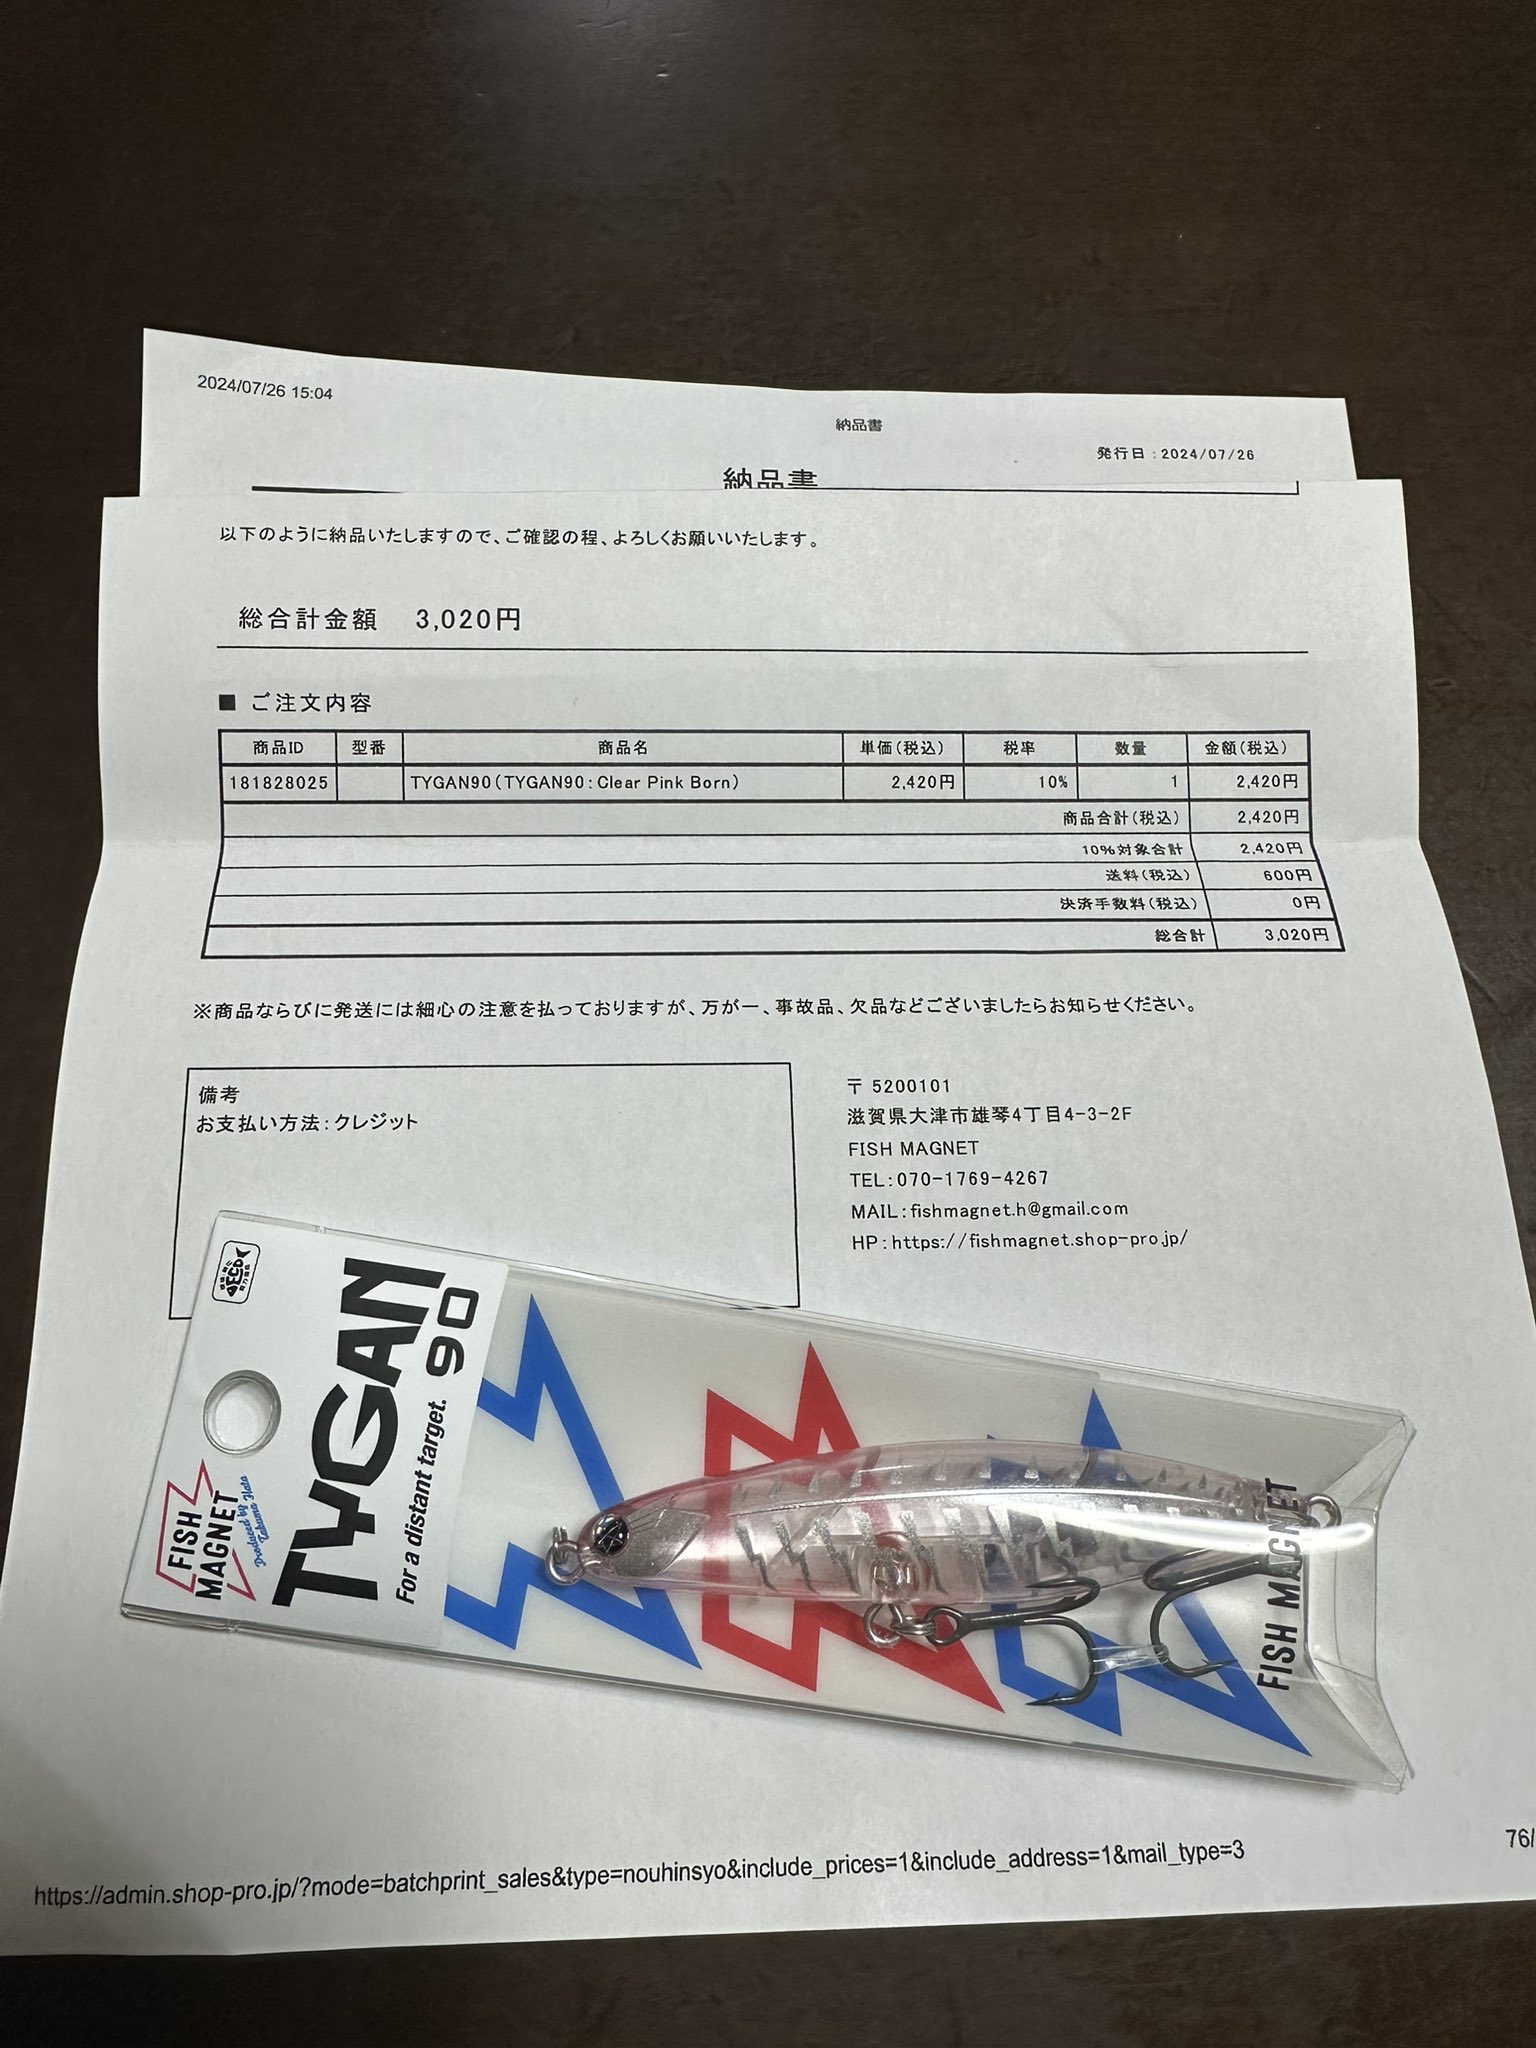 2024/07/26 15:04
納品書
発行日：2024/07/26
納品書
以下のように納品いたしますので、ご確認の程、よろしくお願いいたします。
総合計金額 3,020円
■ ご注文内容
商品ID 型番 商品名 単価(税込) 税率 数量 金額(税込)
181828025 TYGAN90(TYGAN90：Clear Pink Born) 2,420円 10% 1 2,420円
商品合計(税込) 2,420円
10%対象合計 2,420円
送料(税込) 600円
決済手数料(税込) 0円
総合計 3,020円
※商品ならびに発送には細心の注意を払っておりますが、万が一、事故品、欠品などございましたらお知らせください。
備考
お支払い方法：クレジット
〒 5200101
滋賀県大津市雄琴4丁目4-3-2F
FISH MAGNET
TEL：070-1769-4267
MAIL：fishmagnet.h@gmail.com
HP：https://fishmagnet.shop-pro.jp/
ECO
TYGAN 90
For a distant target.
FISH MAGNET
Produced by
Takuma Hata
FISH MAGNET
76/
https://admin.shop-pro.jp/?mode=batchprint_sales&type=nouhinsyo&include_prices=1&include_address=1&mail_type=3